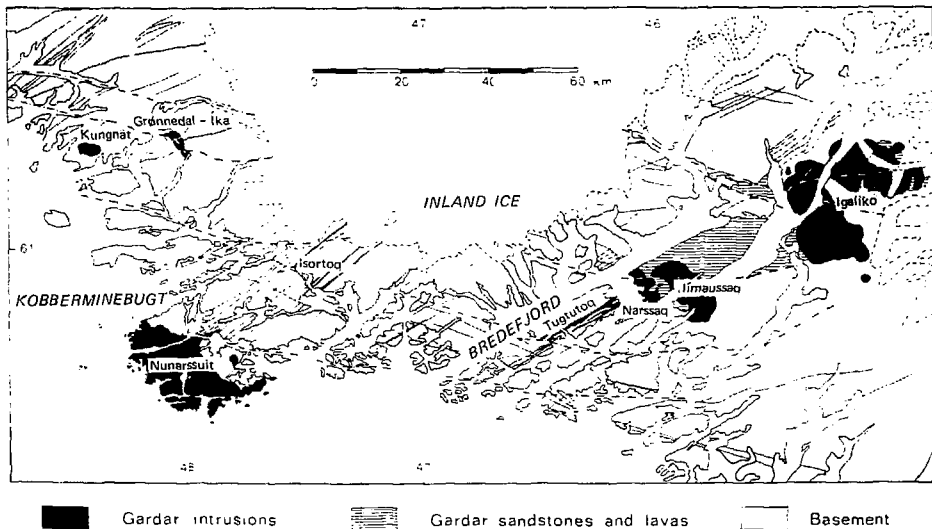 47
46
0 20 40 60 km
Grønnedal - Ika
Kungnat
Igaliko
INLAND ICE
61
Isortoq
Ilimaussaq
KOBBERMINEBUGT
BREDEFJORD
Tugtutoq
Narssaq
Nunarssuit
48
47
Gardar intrusions
Gardar sandstones and lavas
Basement